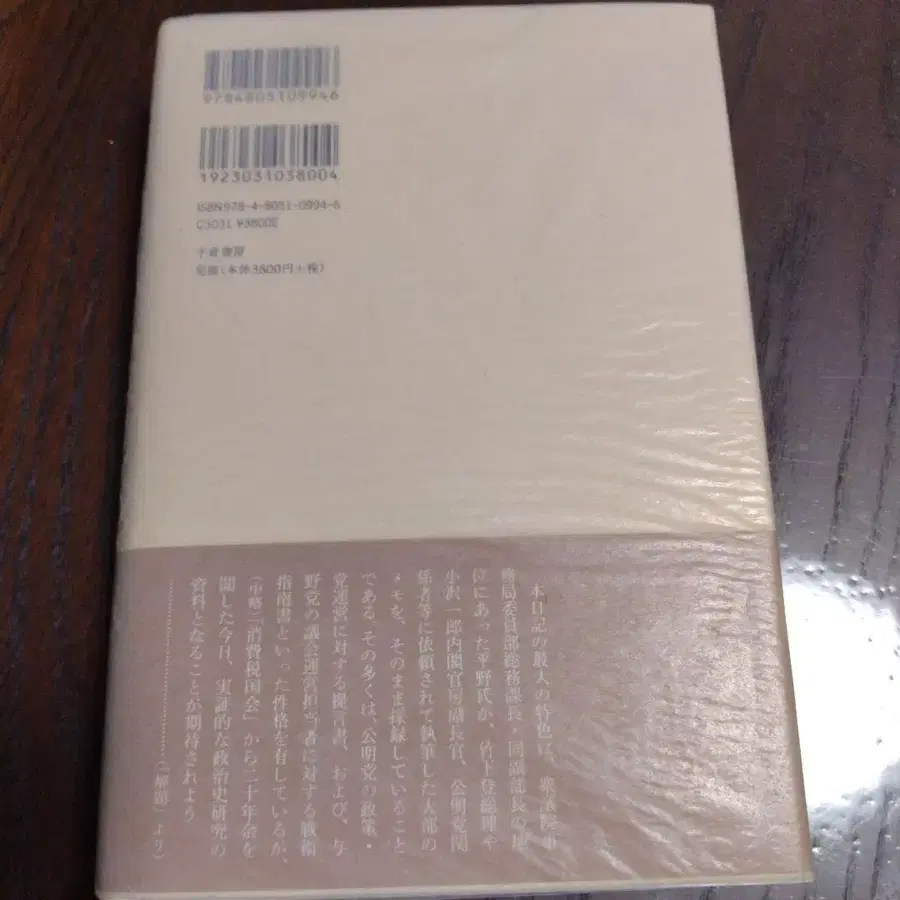 9784805109946
1923031038004
ISBN978-4-8051-0994-6
C3031 ¥3800E
千倉書房
定価(本体3800円+税)
本日記の最大の特色は、衆議院事
務局委員部総務課長・同副部長の地
位にあった平野氏が、竹下登総理や
小沢一郎内閣官房副長官、公明党関
係者等に依頼されて執筆した大部の
メモを、そのまま採録していること
である。その多くは、公明党の政策・
党運営に対する提言書、および、与
野党の議会運営担当者に対する戦術
指南書といった性格を有しているが、
(中略)「消費税国会」から二十年余を
閲した今日、実証的な政治史研究の
資料となることが期待されよう
…………(「解題」より)